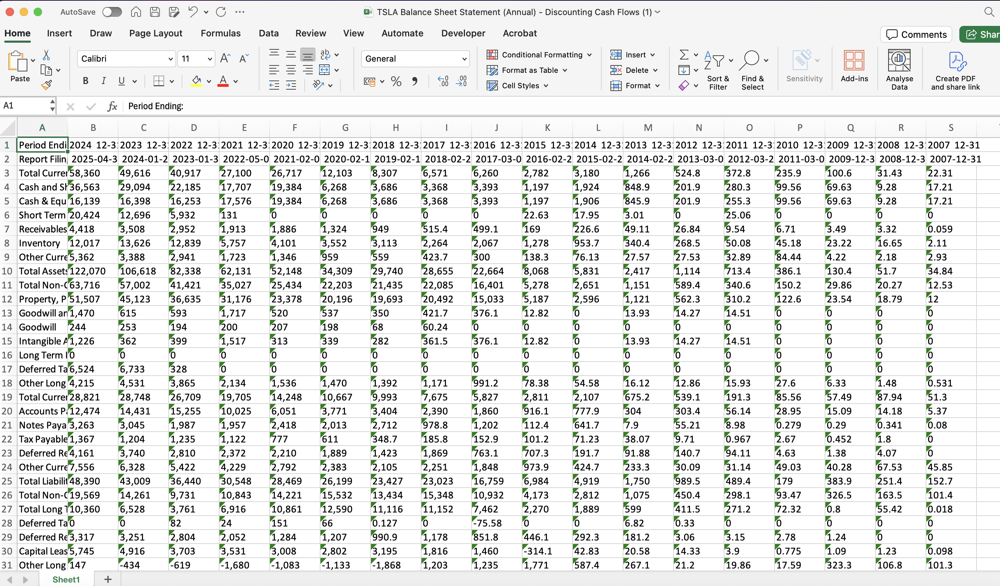 AutoSave TSLA Balance Sheet Statement (Annual) - Discounting Cash Flows (1)
Home Insert Draw Page Layout Formulas Data Review View Automate Developer Acrobat Comments Shar
Paste Calibri 11 General Conditional Formatting Format as Table Cell Styles Insert Delete Format Sort & Filter Find & Select Sensitivity Add-ins Analyse Data Create PDF and share link
A1 fx Period Ending:
A B C D E F G H I J K L M N O P Q R S
1 Period Endi 2024 12-3 2023 12-3 2022 12-3 2021 12-3 2020 12-3 2019 12-3 2018 12-3 2017 12-3 2016 12-3 2015 12-3 2014 12-3 2013 12-3 2012 12-3 2011 12-3 2010 12-3 2009 12-3 2008 12-3 2007 12-31
2 Report Filin 2025-04-3 2024-01-2 2023-01-3 2022-05-0 2021-02-0 2020-02-1 2019-02-1 2018-02-2 2017-03-0 2016-02-2 2015-02-2 2014-02-2 2013-03-0 2012-03-2 2011-03-0 2009-12-3 2008-12-3 2007-12-31
3 Total Curren 58,360 49,616 40,917 27,100 26,717 12,103 8,307 6,571 6,260 2,782 3,180 1,266 524.8 372.8 235.9 100.6 31.43 22.31
4 Cash and Sh 36,563 29,094 22,185 17,707 19,384 6,268 3,686 3,368 3,393 1,197 1,924 848.9 201.9 280.3 99.56 69.63 9.28 17.21
5 Cash & Equ 16,139 16,398 16,253 17,576 19,384 6,268 3,686 3,368 3,393 1,197 1,906 845.9 201.9 255.3 99.56 69.63 9.28 17.21
6 Short Term 20,424 12,696 5,932 131 0 0 0 0 0 22.63 17.95 3.01 0 25.06 0 0 0 0
7 Receivables 4,418 3,508 2,952 1,913 1,886 1,324 949 515.4 499.1 169 226.6 49.11 26.84 9.54 6.71 3.49 3.32 0.059
8 Inventory 12,017 13,626 12,839 5,757 4,101 3,552 3,113 2,264 2,067 1,278 953.7 340.4 268.5 50.08 45.18 23.22 16.65 2.11
9 Other Curre 5,362 3,388 2,941 1,723 1,346 959 559 423.7 300 138.3 76.13 27.57 27.53 32.89 84.44 4.22 2.18 2.93
10 Total Assets 122,070 106,618 82,338 62,131 52,148 34,309 29,740 28,655 22,664 8,068 5,831 2,417 1,114 713.4 386.1 130.4 51.7 34.84
11 Total Non-C 63,716 57,002 41,421 35,027 25,434 22,203 21,435 22,085 16,401 5,278 2,651 1,151 589.4 340.6 150.2 29.86 20.27 12.53
12 Property, P 51,507 45,123 36,635 31,176 23,378 20,196 19,693 20,492 15,033 5,187 2,596 1,121 562.3 310.2 122.6 23.54 18.79 12
13 Goodwill an 1,470 615 593 1,717 520 537 350 421.7 376.1 12.82 0 13.93 14.27 14.51 0 0 0 0
14 Goodwill 244 253 194 200 207 198 68 60.24 0 0 0 0 0 0 0 0 0 0
15 Intangible A 1,226 362 399 1,517 313 339 282 361.5 376.1 12.82 0 13.93 14.27 14.51 0 0 0 0
16 Long Term I 0 0 0 0 0 0 0 0 0 0 0 0 0 0 0 0 0 0
17 Deferred Ta 6,524 6,733 328 0 0 0 0 0 0 0 0 0 0 0 0 0 0 0
18 Other Long 4,215 4,531 3,865 2,134 1,536 1,470 1,392 1,171 991.2 78.38 54.58 16.12 12.86 15.93 27.6 6.33 1.48 0.531
19 Total Curren 28,821 28,748 26,709 19,705 14,248 10,667 9,993 7,675 5,827 2,811 2,107 675.2 539.1 191.3 85.56 57.49 87.94 51.3
20 Accounts Pa 12,474 14,431 15,255 10,025 6,051 3,771 3,404 2,390 1,860 916.1 777.9 304 303.4 56.14 28.95 15.09 14.18 5.37
21 Notes Paya 3,263 3,045 1,987 1,957 2,418 2,013 2,712 978.8 1,202 112.4 641.7 7.9 55.21 8.98 0.279 0.29 0.341 0.08
22 Tax Payable 1,367 1,204 1,235 1,122 777 611 348.7 185.8 152.9 101.2 71.23 38.07 9.71 0.967 2.67 0.452 1.8 0
23 Deferred Re 4,161 3,740 2,810 2,372 2,210 1,889 1,423 1,869 763.1 707.3 191.7 91.88 140.7 94.11 4.63 1.38 4.07 0
24 Other Curre 7,556 6,328 5,422 4,229 2,792 2,383 2,105 2,251 1,848 973.9 424.7 233.3 30.09 31.14 49.03 40.28 67.53 45.85
25 Total Liabilit 48,390 43,009 36,440 30,548 28,469 26,199 23,427 23,023 16,759 6,984 4,919 1,750 989.5 489.4 179 383.9 251.4 152.7
26 Total Non-C 19,569 14,261 9,731 10,843 14,221 15,532 13,434 15,348 10,932 4,173 2,812 1,075 450.4 298.1 93.47 326.5 163.5 101.4
27 Total Long T 10,360 6,528 3,761 6,916 10,861 12,590 11,116 11,152 7,462 2,270 1,889 599 411.5 271.2 72.32 0.8 55.42 0.018
28 Deferred Ta 0 0 82 24 151 66 0.127 0 -75.58 0 0 6.82 0.33 0 0 0 0 0
29 Deferred Re 3,317 3,251 2,804 2,052 1,284 1,207 990.9 1,178 851.8 446.1 292.3 181.2 3.06 3.15 2.78 1.24 0 0
30 Capital Leas 5,745 4,916 3,703 3,531 3,008 2,802 3,195 1,816 1,460 -314.1 42.83 20.58 14.33 3.9 0.775 1.09 1.23 0.098
31 Other Long 147 -434 -619 -1,680 -1,083 -1,133 -1,868 1,203 1,235 1,771 587.4 267.1 21.2 19.86 17.59 323.3 106.8 101.3
Sheet1 +